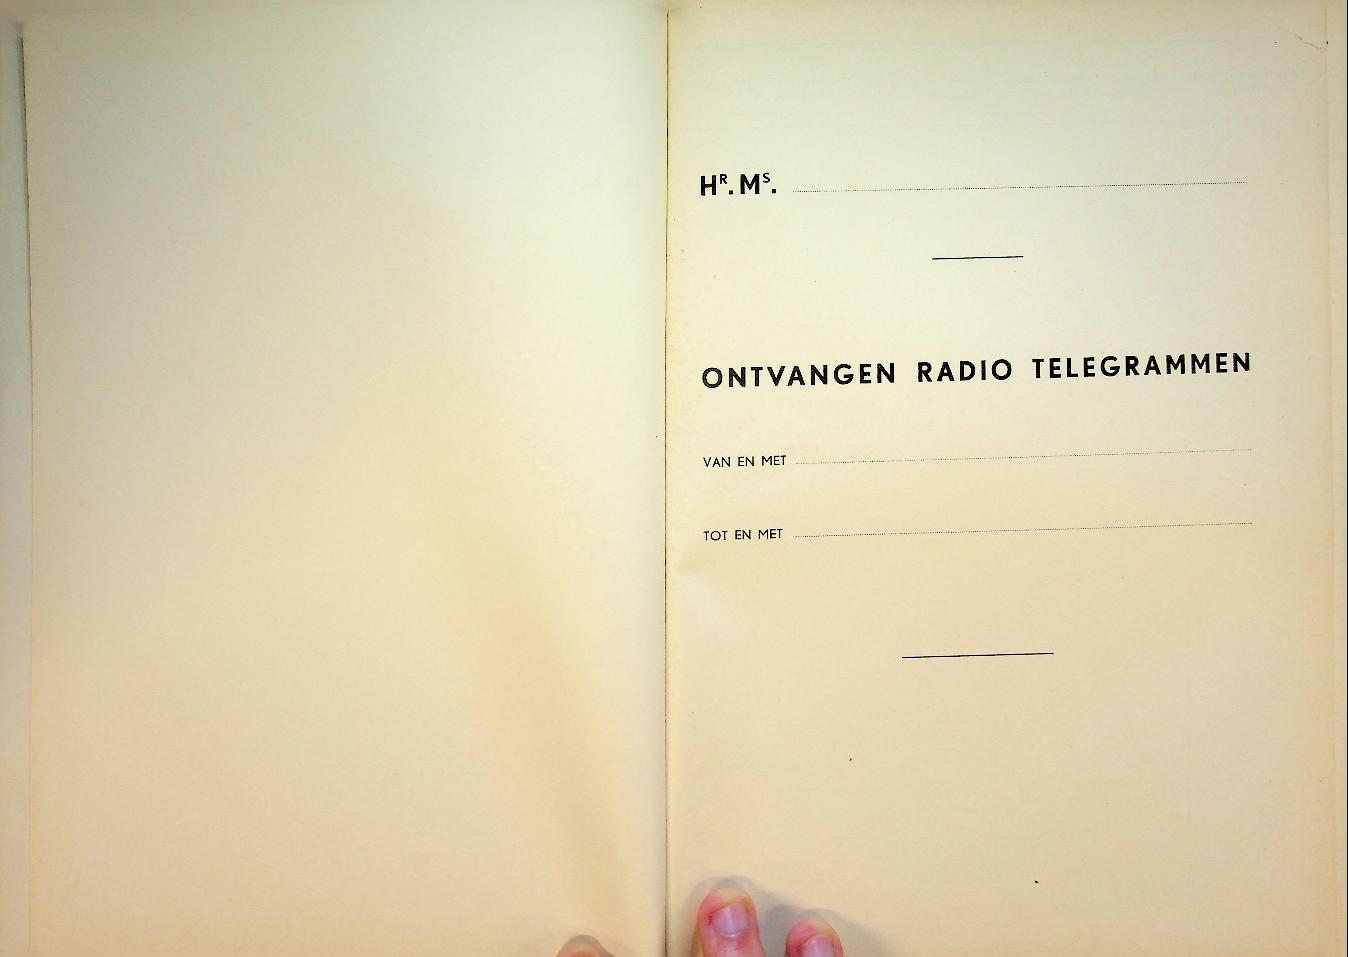 Hr. Ms.
ONTVANGEN RADIO TELEGRAMMEN
VAN EN MET
TOT EN MET